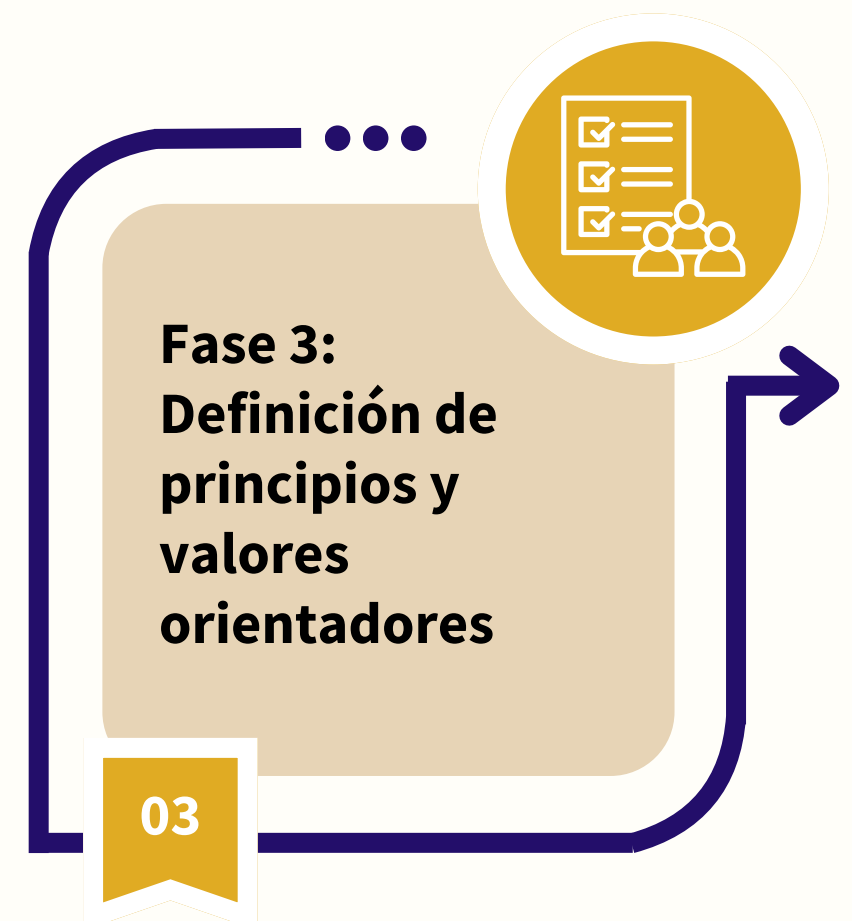 Fase 3:
Definición de
principios y
valores
orientadores
03